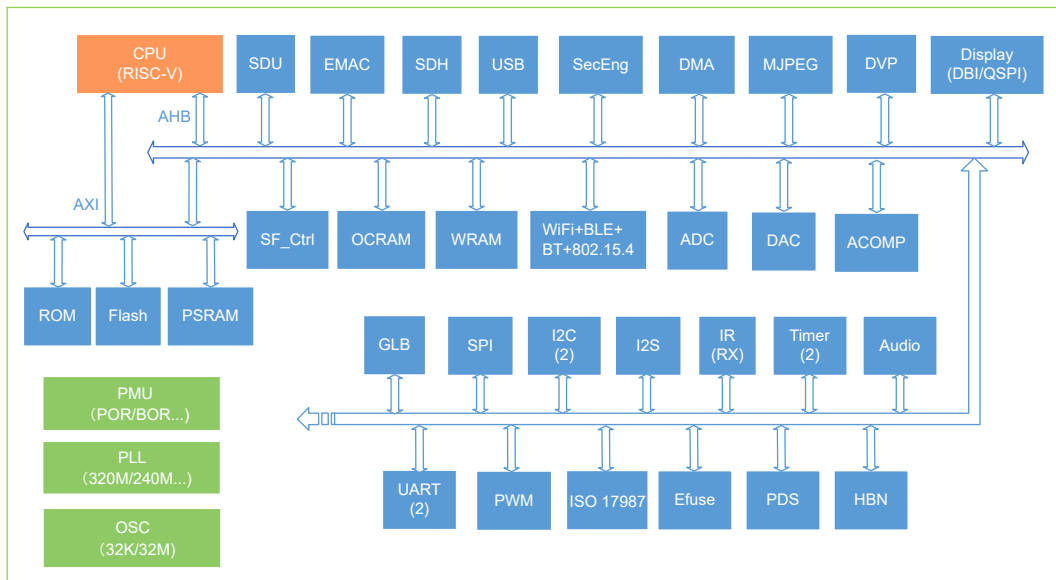 CPU
(RISC-V)
SDU
EMAC
SDH
USB
SecEng
DMA
MJPEG
DVP
Display
(DBI/QSPI)
AHB
AXI
SF_Ctrl
OCRAM
WRAM
WiFi+BLE+
BT+802.15.4
ADC
DAC
ACOMP
ROM
Flash
PSRAM
GLB
SPI
I2C
(2)
I2S
IR
(RX)
Timer
(2)
Audio
PMU
（POR/BOR...）
PLL
（320M/240M...）
OSC
（32K/32M)
UART
(2)
PWM
ISO 17987
Efuse
PDS
HBN